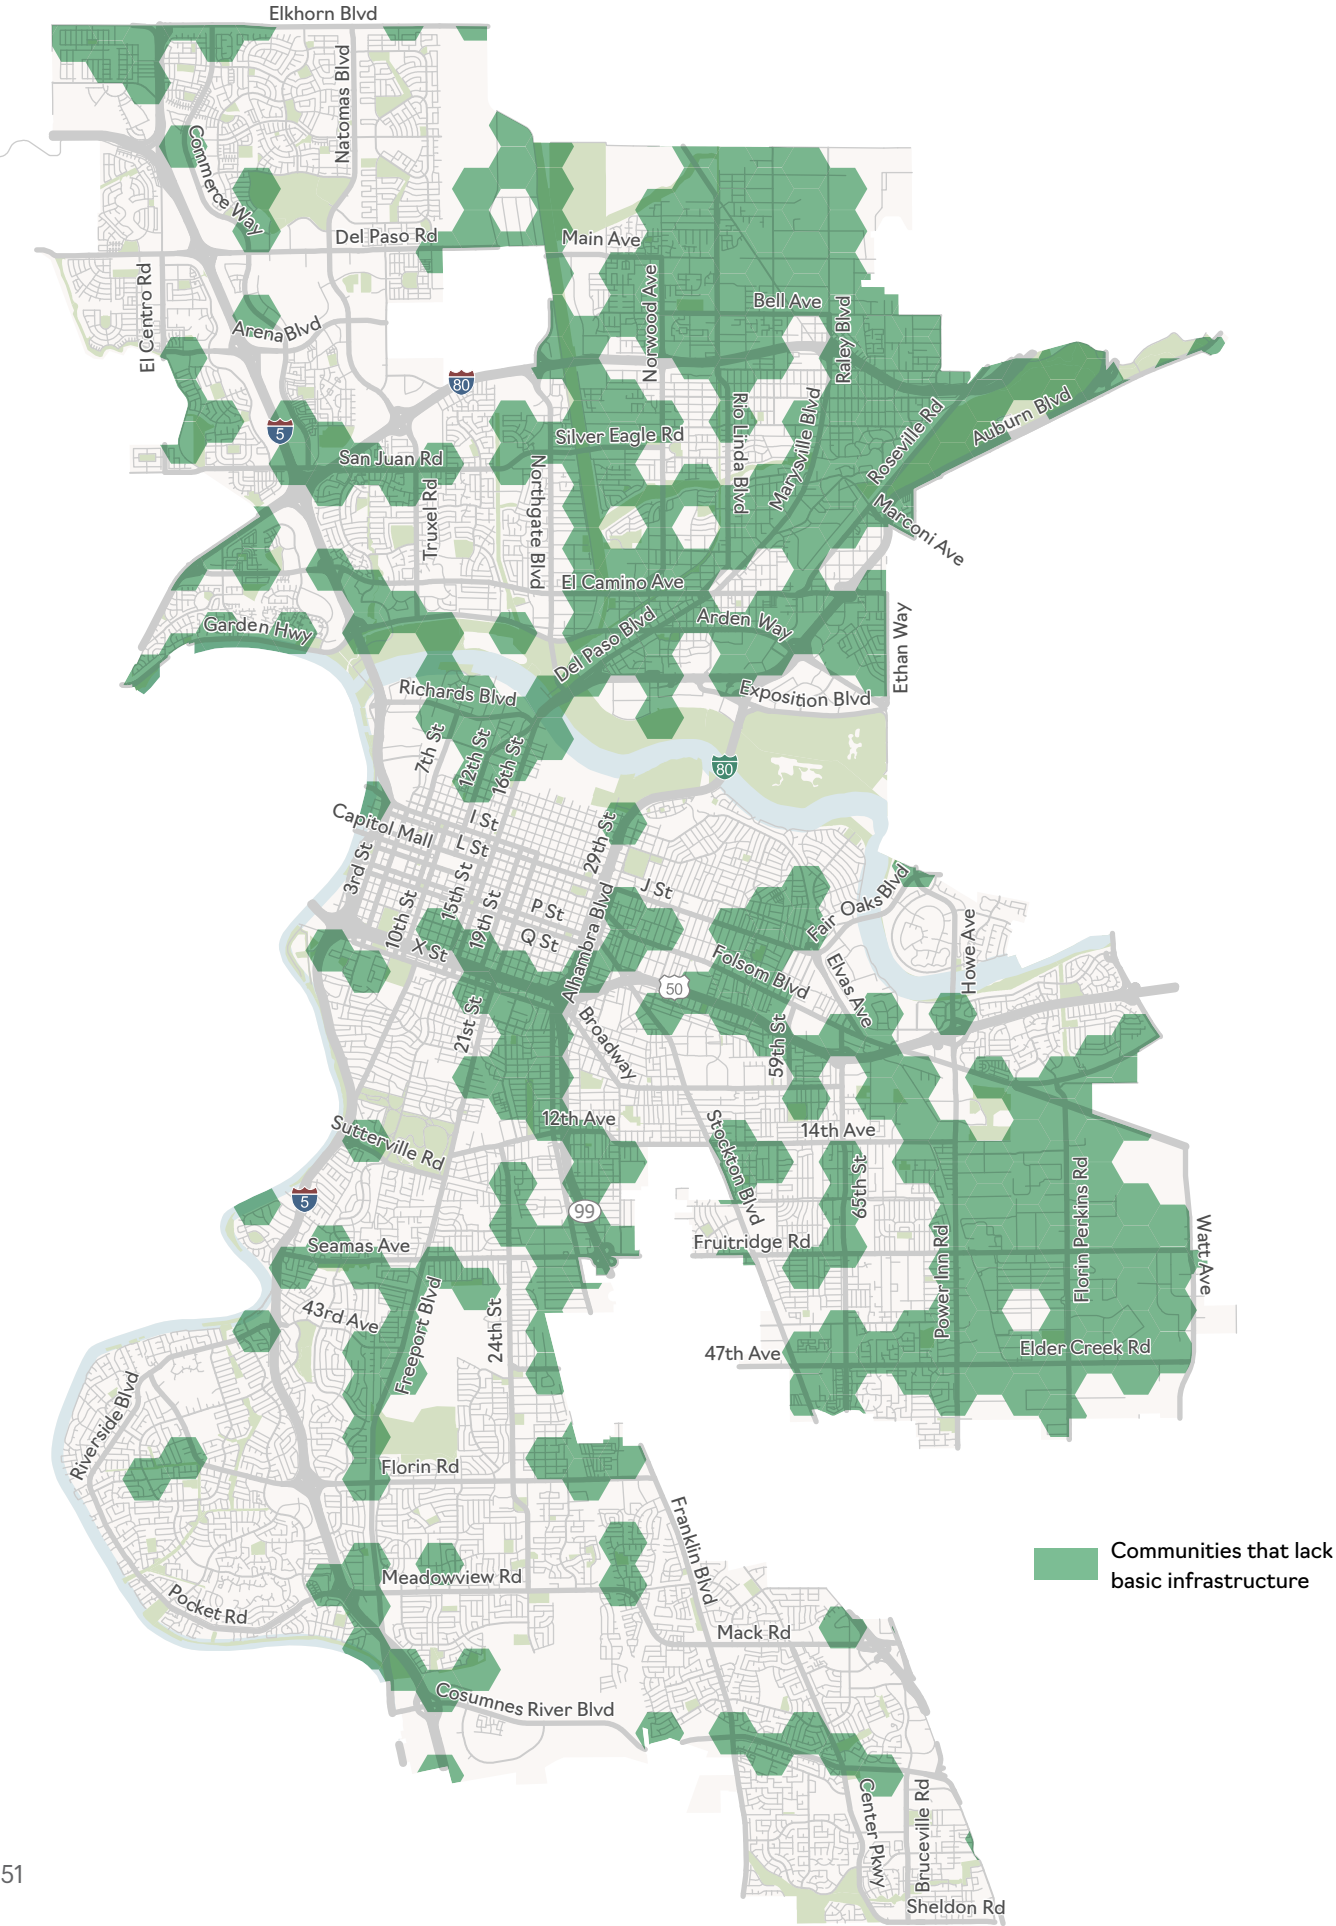 Elkhorn Blvd
Natomas Blvd
Commerce Way
Del Paso Rd
Main Ave
El Centro Rd
Arena Blvd
Norwood Ave
Bell Ave
Raley Blvd
80
5
Silver Eagle Rd
San Juan Rd
Rio Linda Blvd
Marysville Blvd
Roseville Rd
Auburn Blvd
Truxel Rd
Northgate Blvd
Marconi Ave
El Camino Ave
Garden Hwy
Del Paso Blvd
Arden Way
Ethan Way
Richards Blvd
Exposition Blvd
7th St
12th St
16th St
80
Capitol Mall
I St
L St
29th St
3rd St
J St
15th St
10th St
19th St
P St
Q St
X St
Alhambra Blvd
Fair Oaks Blvd
Folsom Blvd
Elvas Ave
Howe Ave
50
21st St
Broadway
59th St
12th Ave
Sutterville Rd
Stockton Blvd
14th Ave
65th St
5
99
Seamas Ave
Fruitridge Rd
Power Inn Rd
Florin Perkins Rd
Watt Ave
43rd Ave
Freeport Blvd
24th St
47th Ave
Elder Creek Rd
Riverside Blvd
Florin Rd
Franklin Blvd
Communities that lack
basic infrastructure
Meadowview Rd
Pocket Rd
Mack Rd
Cosumnes River Blvd
Center Pkwy
Bruceville Rd
51
Sheldon Rd